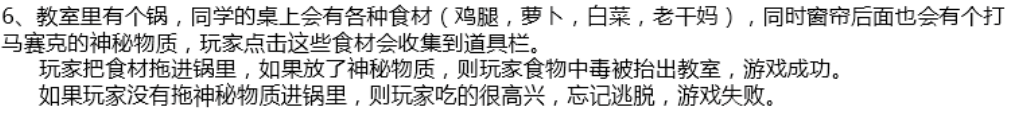 6、教室里有个锅，同学的桌上会有各种食材（鸡腿，萝卜，白菜，老干妈），同时窗帘后面也会有个打
马赛克的神秘物质，玩家点击这些食材会收集到道具栏。
玩家把食材拖进锅里，如果放了神秘物质，则玩家食物中毒被抬出教室，游戏成功。
如果玩家没有拖神秘物质进锅里，则玩家吃的很高兴，忘记逃脱，游戏失败。